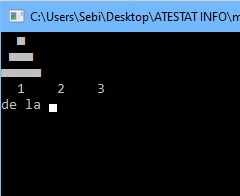 C:\Users\Sebi\Desktop\ATESTAT INFO\m
1 2 3
de la